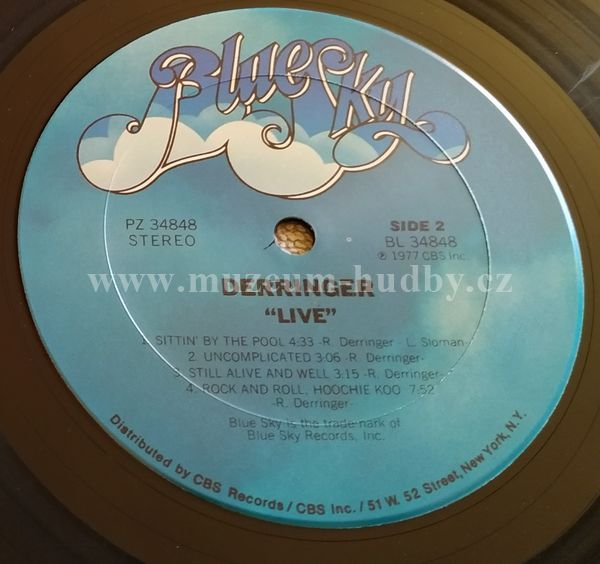 Blue Sky
PZ 34848
STEREO
SIDE 2
BL 34848
℗ 1977 CBS Inc.
www.muzeum-hudby.cz
DERRINGER
"LIVE"
1. SITTIN' BY THE POOL 4:33 -R. Derringer - L. Sloman-
2. UNCOMPLICATED 3:06 -R. Derringer-
3. STILL ALIVE AND WELL 3:15 -R. Derringer-
4. ROCK AND ROLL, HOOCHIE KOO 7:52
-R. Derringer-
Blue Sky is the trade mark of
Blue Sky Records, Inc.
Distributed by CBS Records / CBS Inc. / 51 W. 52 Street, New York, N.Y.